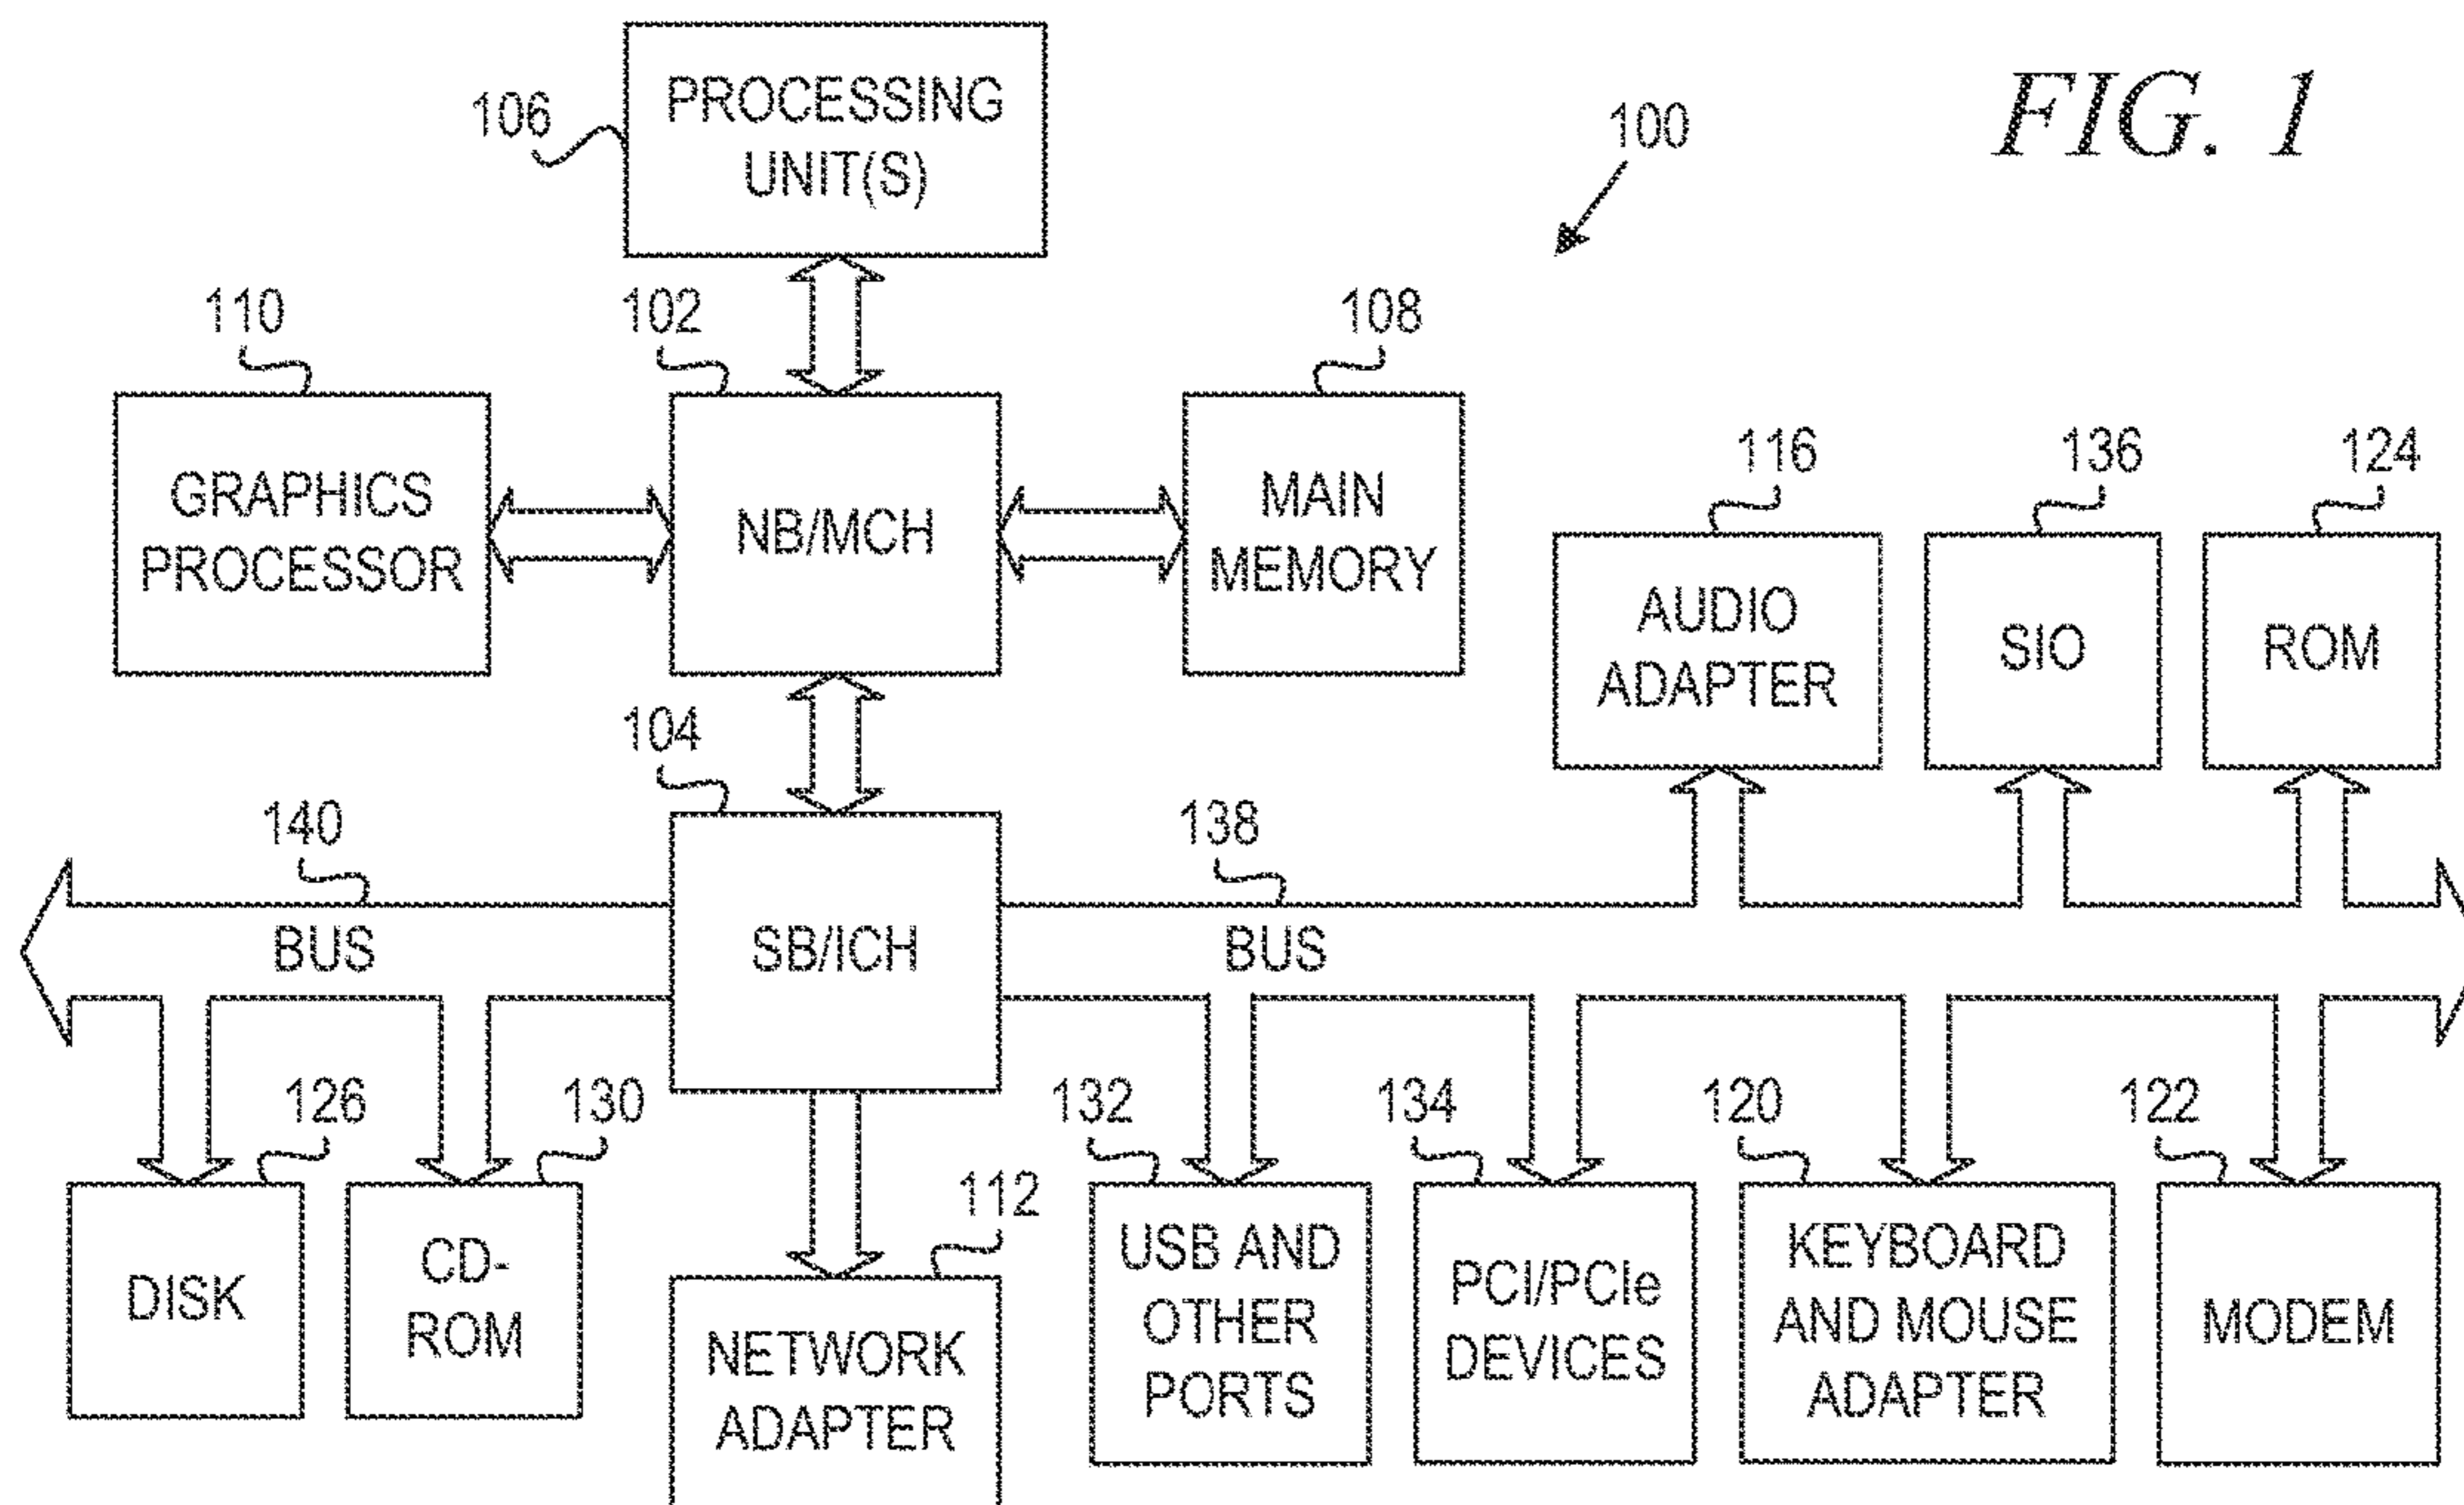 FIG. 1
100
106
PROCESSING
UNIT(S)
110
102
108
GRAPHICS
PROCESSOR
NB/MCH
MAIN
MEMORY
116
136
124
AUDIO
ADAPTER
SIO
ROM
104
140
138
BUS
SB/ICH
BUS
126
130
112
132
134
120
122
DISK
CD-
ROM
NETWORK
ADAPTER
USB AND
OTHER
PORTS
PCI/PCIe
DEVICES
KEYBOARD
AND MOUSE
ADAPTER
MODEM